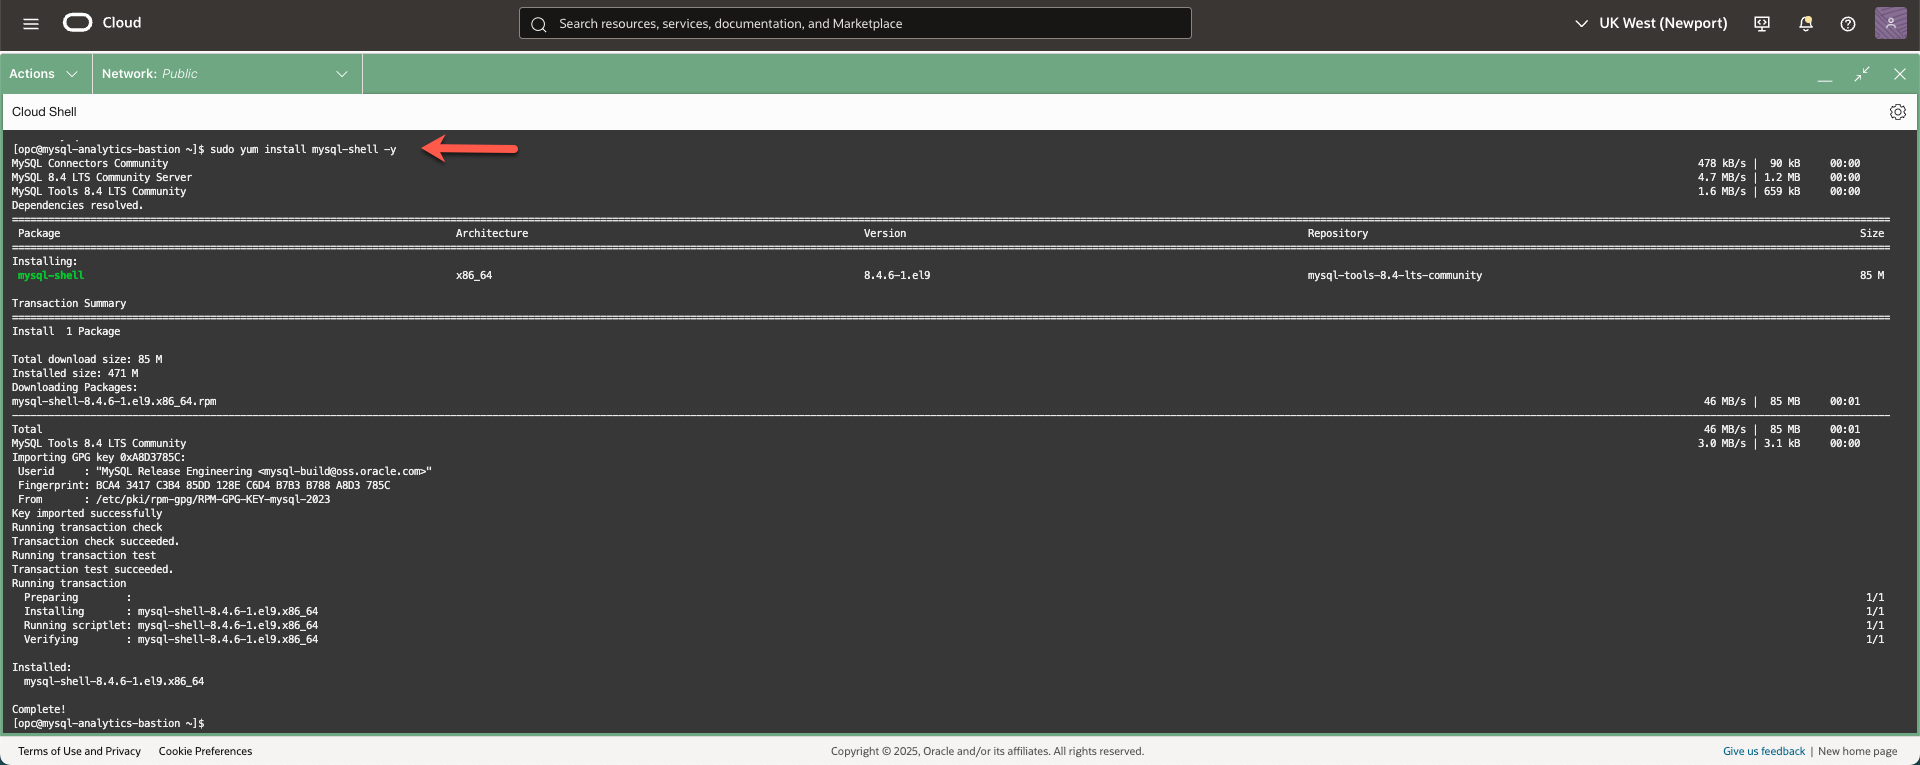 Cloud
Search resources, services, documentation, and Marketplace
UK West (Newport)
Actions
Network: Public
Cloud Shell
[opc@mysql-analytics-bastion ~]$ sudo yum install mysql-shell -y
MySQL Connectors Community 478 kB/s | 90 kB 00:00
MySQL 8.4 LTS Community Server 4.7 MB/s | 1.2 MB 00:00
MySQL Tools 8.4 LTS Community 1.6 MB/s | 659 kB 00:00
Dependencies resolved.
Package Architecture Version Repository Size
Installing:
mysql-shell x86_64 8.4.6-1.el9 mysql-tools-8.4-lts-community 85 M
Transaction Summary
Install 1 Package
Total download size: 85 M
Installed size: 471 M
Downloading Packages:
mysql-shell-8.4.6-1.el9.x86_64.rpm 46 MB/s | 85 MB 00:01
Total 46 MB/s | 85 MB 00:01
MySQL Tools 8.4 LTS Community 3.0 MB/s | 3.1 kB 00:00
Importing GPG key 0xA8D3785C:
Userid : "MySQL Release Engineering <mysql-build@oss.oracle.com>"
Fingerprint: BCA4 3417 C3B4 85DD 128E C6D4 B7B3 B788 A8D3 785C
From : /etc/pki/rpm-gpg/RPM-GPG-KEY-mysql-2023
Key imported successfully
Running transaction check
Transaction check succeeded.
Running transaction test
Transaction test succeeded.
Running transaction
Preparing : 1/1
Installing : mysql-shell-8.4.6-1.el9.x86_64 1/1
Running scriptlet: mysql-shell-8.4.6-1.el9.x86_64 1/1
Verifying : mysql-shell-8.4.6-1.el9.x86_64 1/1
Installed:
mysql-shell-8.4.6-1.el9.x86_64
Complete!
[opc@mysql-analytics-bastion ~]$
Terms of Use and Privacy Cookie Preferences
Copyright © 2025, Oracle and/or its affiliates. All rights reserved.
Give us feedback | New home page